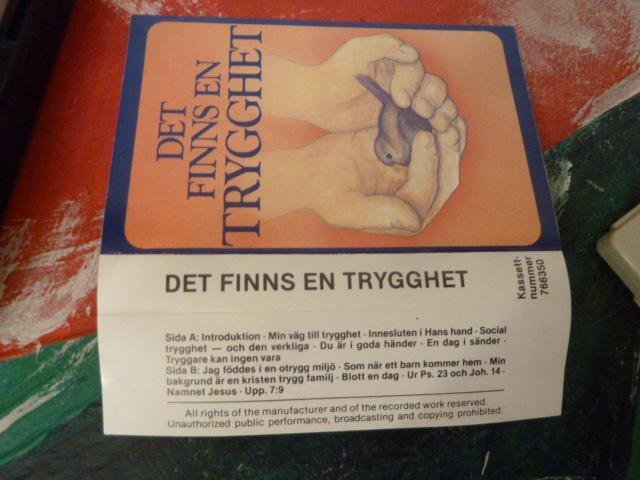 DET
FINNS EN
TRYGGHET
DET FINNS EN TRYGGHET
Kassett-
nummer
766350
Sida A: Introduktion · Min väg till trygghet · Innesluten i Hans hand · Social
trygghet — och den verkliga · Du är i goda händer · En dag i sänder ·
Tryggare kan ingen vara
Sida B: Jag föddes i en otrygg miljö · Som när ett barn kommer hem · Min
bakgrund är en kristen trygg familj · Blott en dag · Ur Ps. 23 och Joh. 14 ·
Namnet Jesus · Upp. 7:9
All rights of the manufacturer and of the recorded work reserved.
Unauthorized public performance, broadcasting and copying prohibited.